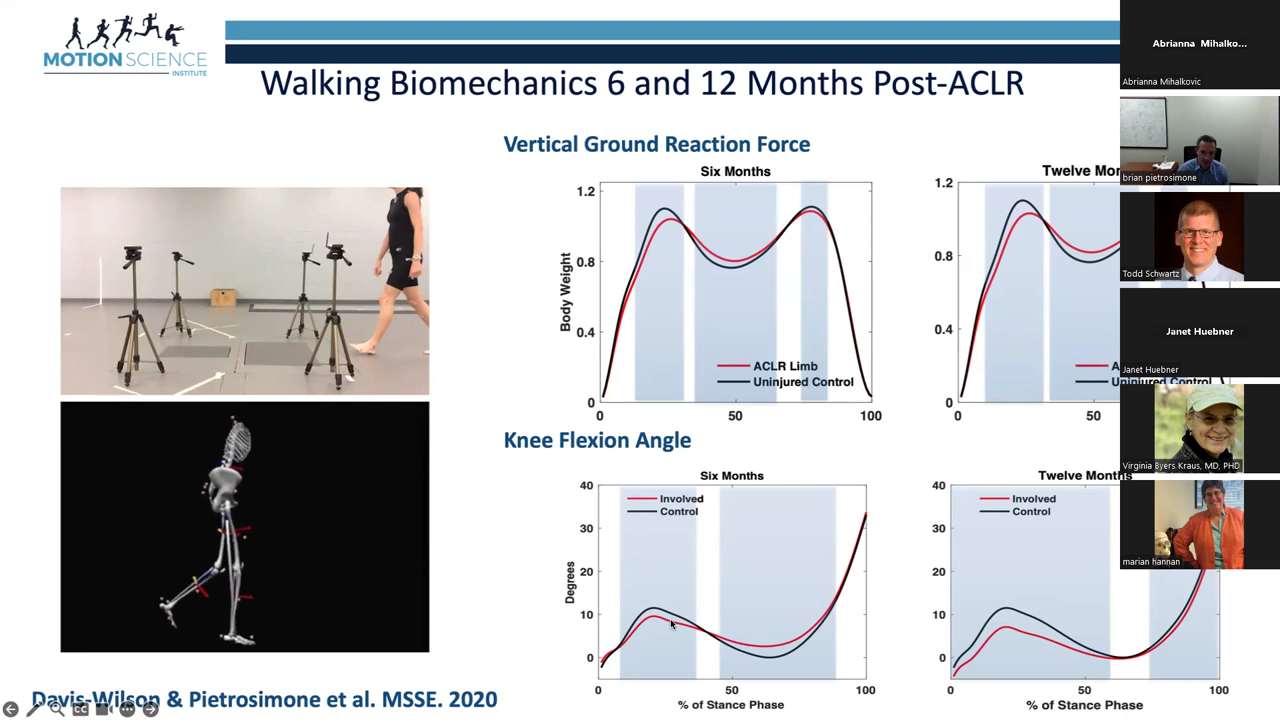 MOTION SCIENCE
INSTITUTE
Walking Biomechanics 6 and 12 Months Post-ACLR
Vertical Ground Reaction Force
Six Months
1.2
0.8
0.4
0
Body Weight
ACLR Limb
Uninjured Control
0
50
100
Twelve Mon
1.2
0.8
0.4
0
A
Uninjured Control
0
50
Knee Flexion Angle
Six Months
40
30
20
10
0
Degrees
Involved
Control
0
50
100
% of Stance Phase
Twelve Months
40
30
20
10
0
Involved
Control
0
50
100
% of Stance Phase
Davis-Wilson & Pietrosimone et al. MSSE. 2020
CC
Abrianna Mihalko...
Abrianna Mihalkovic
brian pietrosimone
Todd Schwartz
Janet Huebner
Janet Huebner
Virginia Byers Kraus, MD, PHD
marian hannan